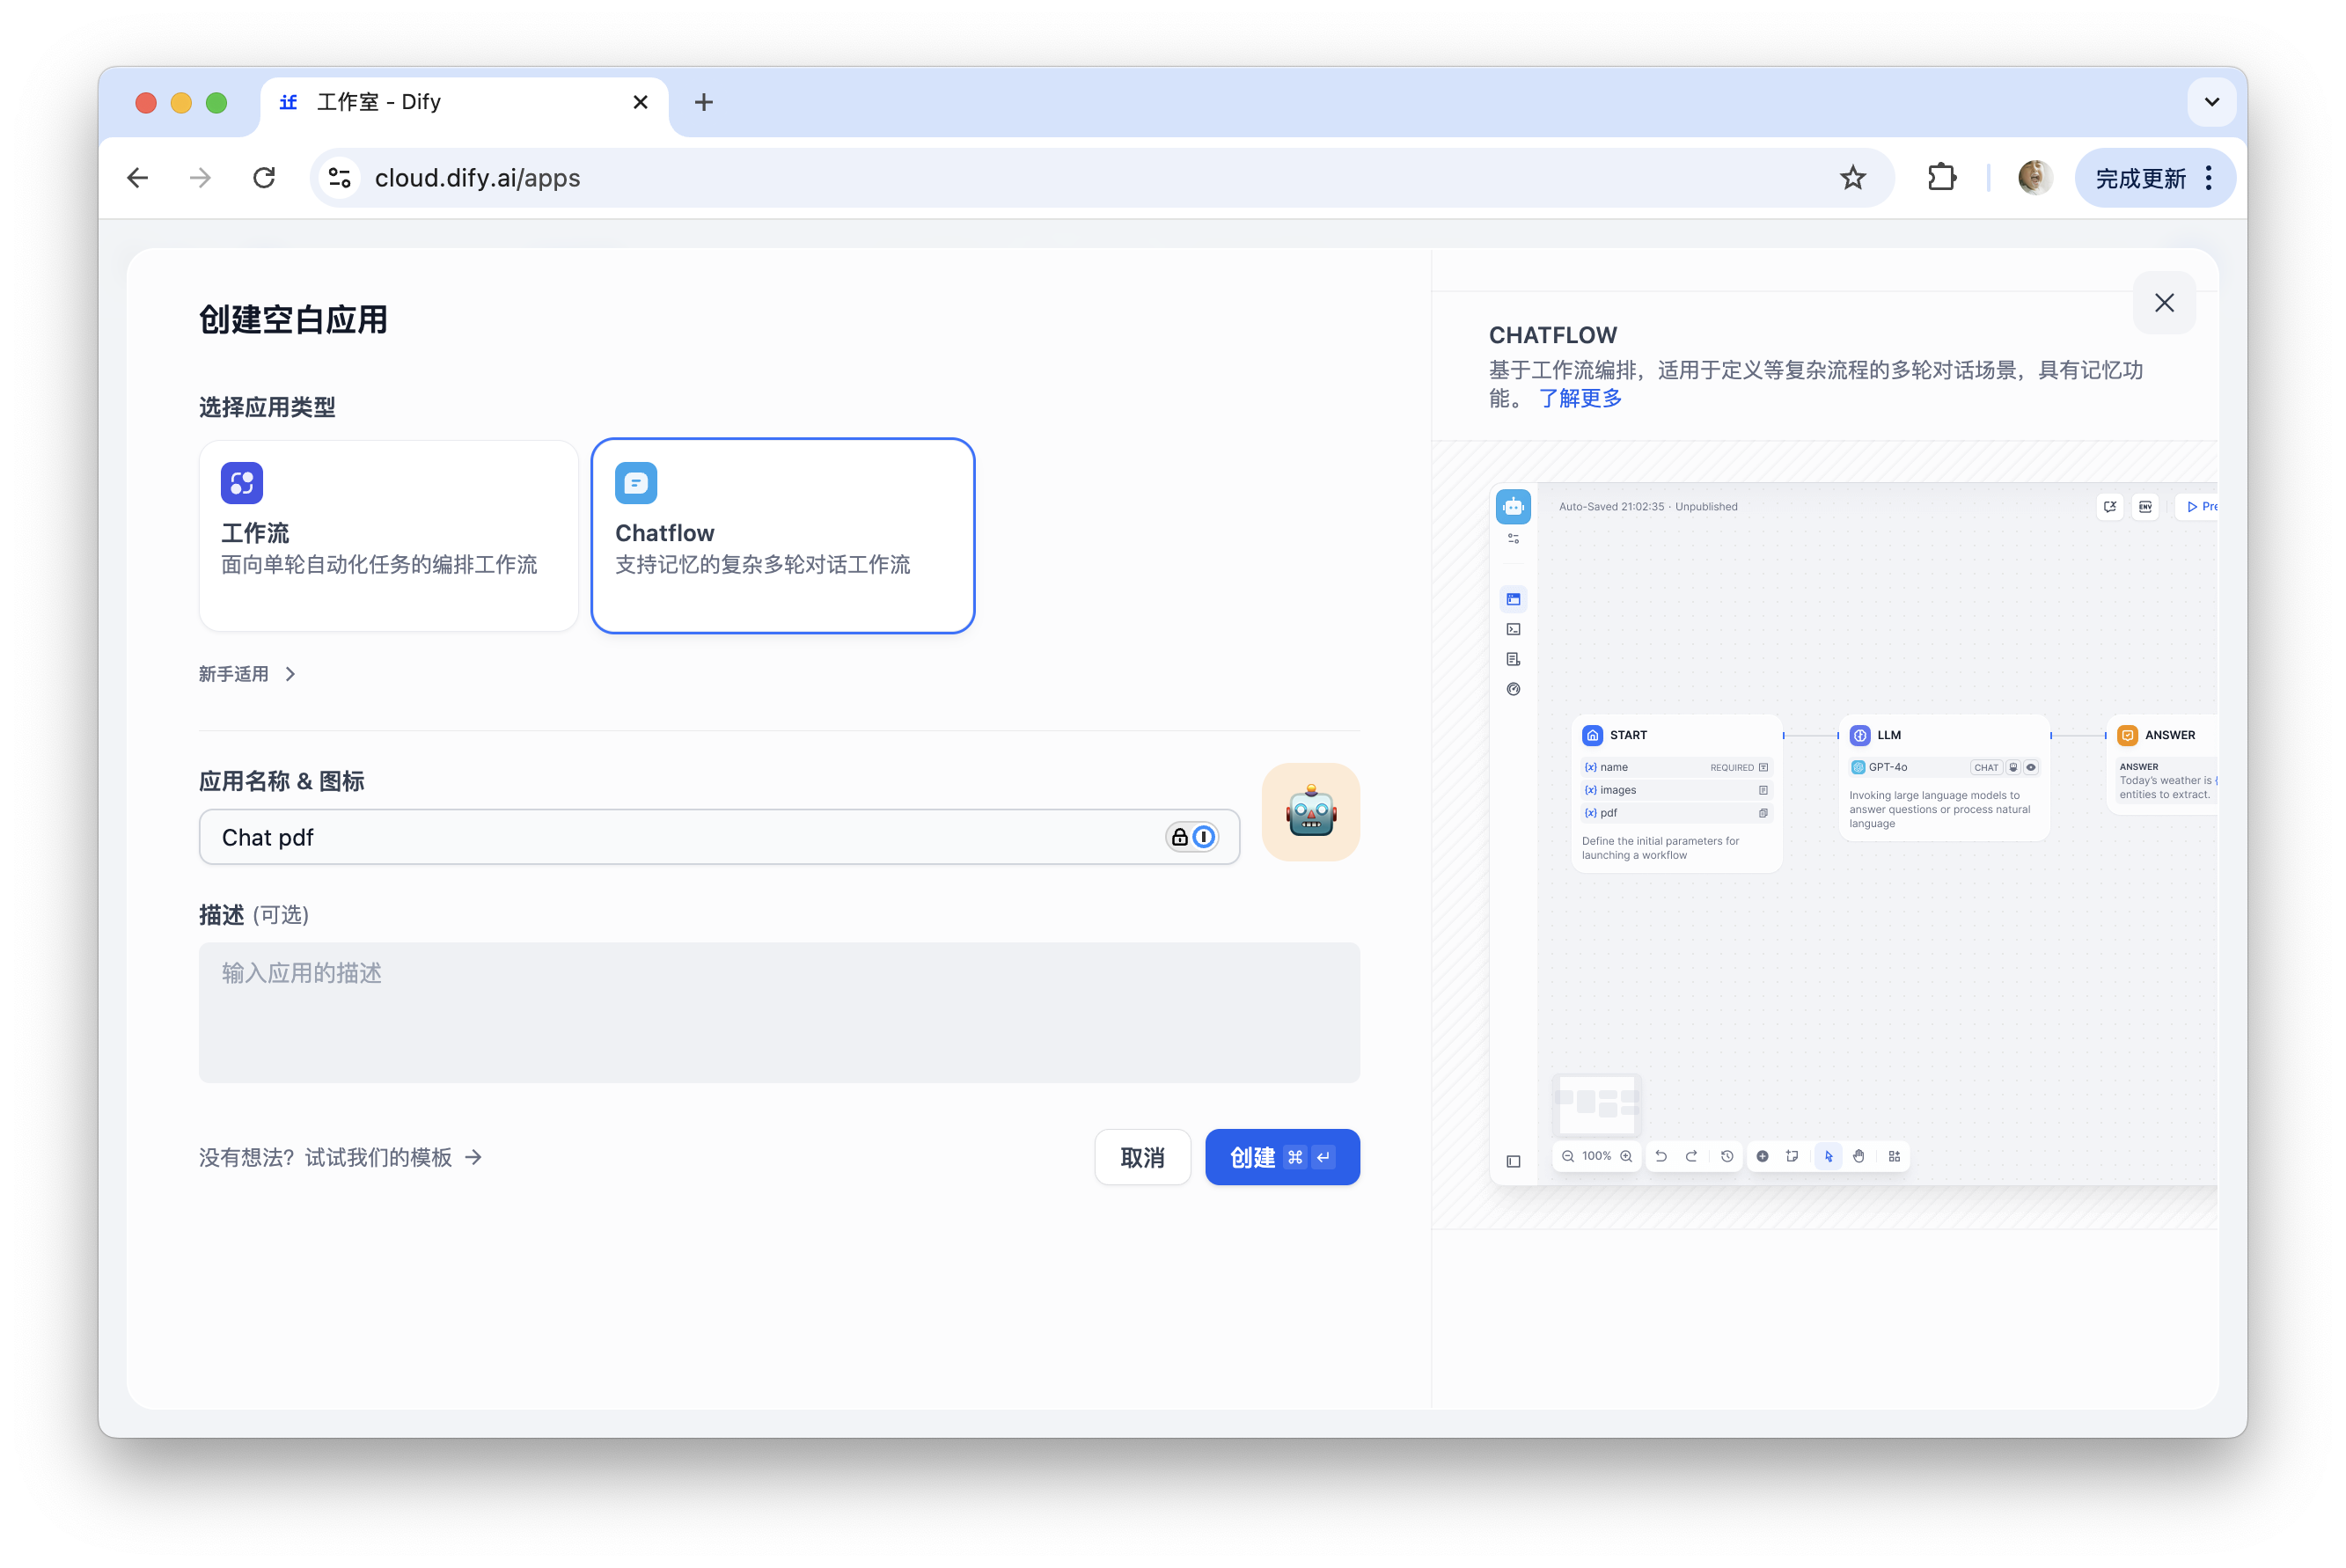 工作室 - Dify
cloud.dify.ai/apps
完成更新
创建空白应用
选择应用类型
工作流
面向单轮自动化任务的编排工作流
Chatflow
支持记忆的复杂多轮对话工作流
新手适用
应用名称 & 图标
Chat pdf
描述 (可选)
输入应用的描述
没有想法？试试我们的模板 →
取消
创建 ⌘ ↵
CHATFLOW
基于工作流编排，适用于定义等复杂流程的多轮对话场景，具有记忆功
能。 了解更多
Auto-Saved 21:02:35 · Unpublished
ENV
Pre
START
{x} name REQUIRED
{x} images
{x} pdf
Define the initial parameters for
launching a workflow
LLM
GPT-4o CHAT
Invoking large language models to
answer questions or process natural
language
ANSWER
ANSWER
Today's weather is {
entities to extract.
100%